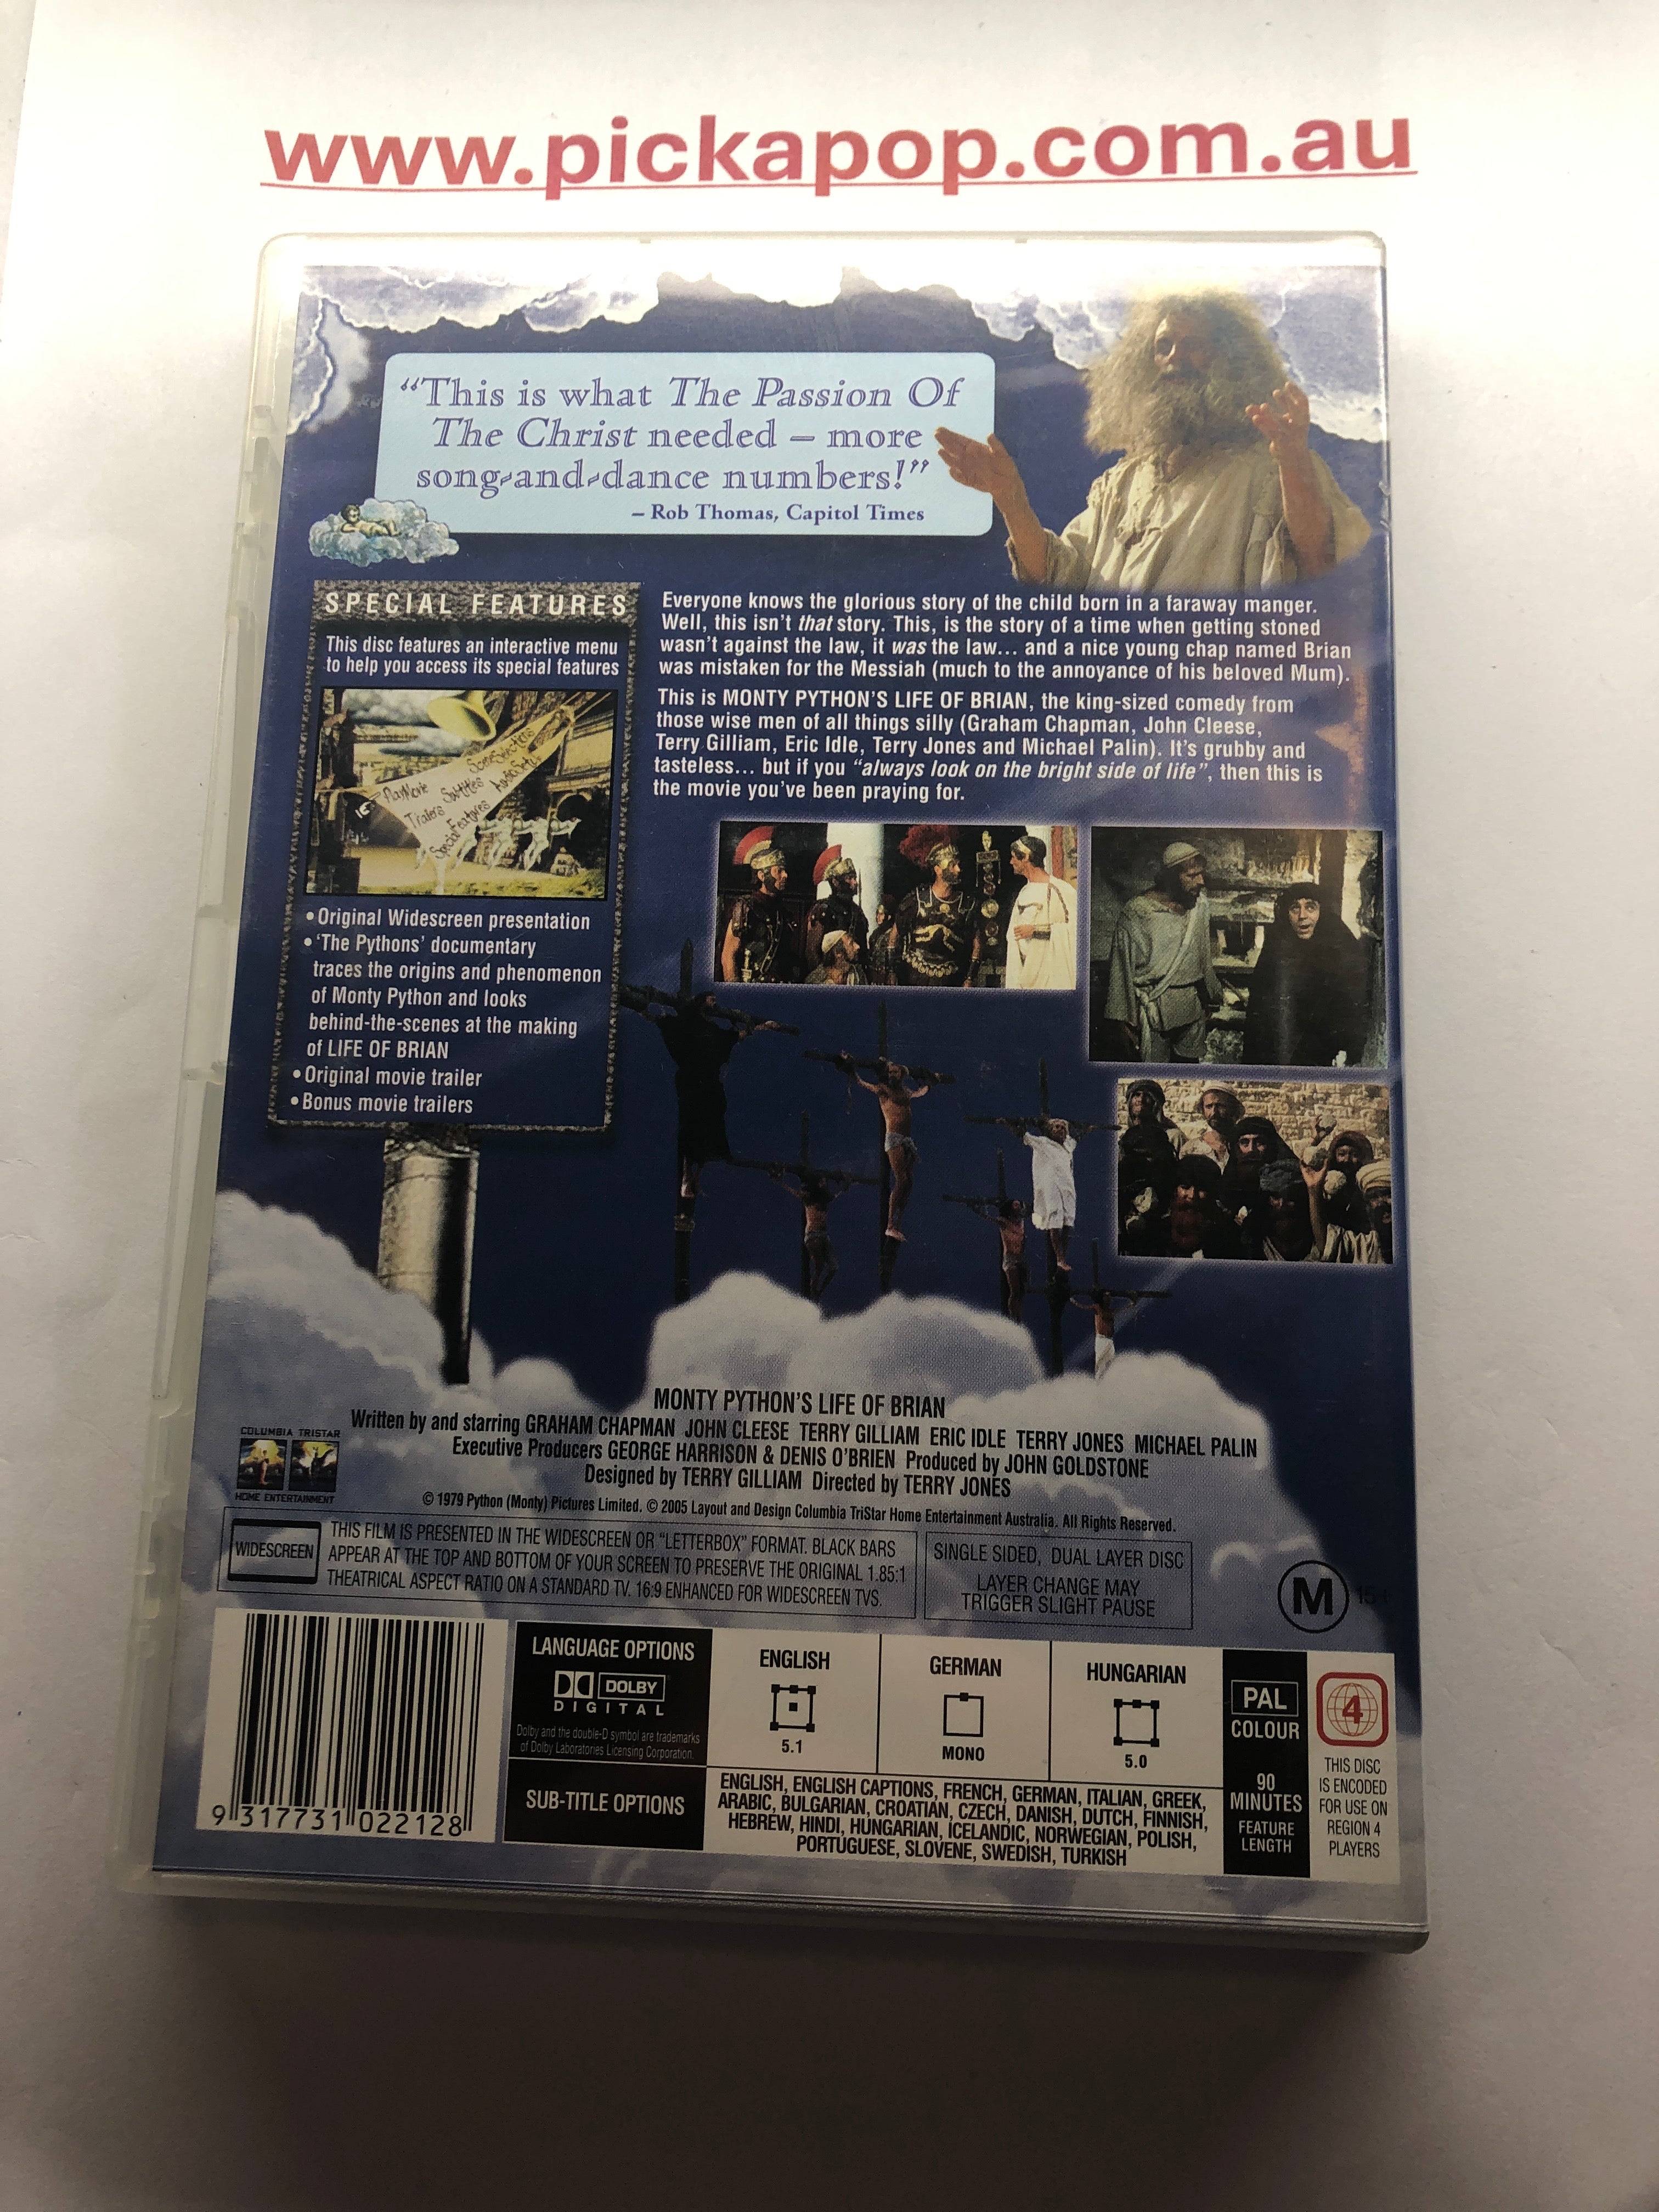 www.pickapop.com.au
“This is what The Passion Of
The Christ needed – more
song-and-dance numbers!”
– Rob Thomas, Capitol Times
SPECIAL FEATURES
This disc features an interactive menu
to help you access its special features
PlayMovie
Subtitles
Scene Selections
Trailers
Special Features
• Original Widescreen presentation
• ‘The Pythons’ documentary
traces the origins and phenomenon
of Monty Python and looks
behind-the-scenes at the making
of LIFE OF BRIAN
• Original movie trailer
• Bonus movie trailers
Everyone knows the glorious story of the child born in a faraway manger.
Well, this isn’t that story. This, is the story of a time when getting stoned
wasn’t against the law, it was the law... and a nice young chap named Brian
was mistaken for the Messiah (much to the annoyance of his beloved Mum).
This is MONTY PYTHON’S LIFE OF BRIAN, the king-sized comedy from
those wise men of all things silly (Graham Chapman, John Cleese,
Terry Gilliam, Eric Idle, Terry Jones and Michael Palin). It’s grubby and
tasteless... but if you “always look on the bright side of life”, then this is
the movie you’ve been praying for.
MONTY PYTHON’S LIFE OF BRIAN
Written by and starring GRAHAM CHAPMAN JOHN CLEESE TERRY GILLIAM ERIC IDLE TERRY JONES MICHAEL PALIN
Executive Producers GEORGE HARRISON & DENIS O’BRIEN Produced by JOHN GOLDSTONE
Designed by TERRY GILLIAM Directed by TERRY JONES
© 1979 Python (Monty) Pictures Limited. © 2005 Layout and Design Columbia TriStar Home Entertainment Australia. All Rights Reserved.
COLUMBIA TRISTAR
HOME ENTERTAINMENT
WIDESCREEN
THIS FILM IS PRESENTED IN THE WIDESCREEN OR “LETTERBOX” FORMAT. BLACK BARS
APPEAR AT THE TOP AND BOTTOM OF YOUR SCREEN TO PRESERVE THE ORIGINAL 1.85:1
THEATRICAL ASPECT RATIO ON A STANDARD TV. 16:9 ENHANCED FOR WIDESCREEN TVS.
SINGLE SIDED, DUAL LAYER DISC
LAYER CHANGE MAY
TRIGGER SLIGHT PAUSE
M 15+
9 317731 022128
LANGUAGE OPTIONS
DOLBY
DIGITAL
Dolby and the double-D symbol are trademarks
of Dolby Laboratories Licensing Corporation.
ENGLISH
5.1
GERMAN
MONO
HUNGARIAN
5.0
SUB-TITLE OPTIONS
ENGLISH, ENGLISH CAPTIONS, FRENCH, GERMAN, ITALIAN, GREEK,
ARABIC, BULGARIAN, CROATIAN, CZECH, DANISH, DUTCH, FINNISH,
HEBREW, HINDI, HUNGARIAN, ICELANDIC, NORWEGIAN, POLISH,
PORTUGUESE, SLOVENE, SWEDISH, TURKISH
PAL
COLOUR
90
MINUTES
FEATURE
LENGTH
4
THIS DISC
IS ENCODED
FOR USE ON
REGION 4
PLAYERS